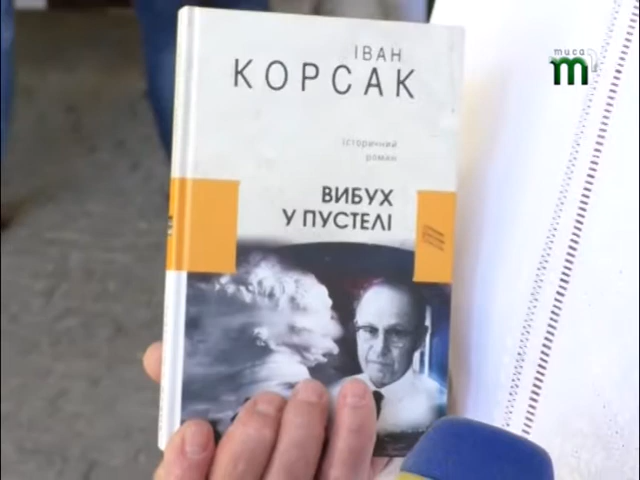 ІВАН
КОРСАК
історичний
роман
ВИБУХ
У ПУСТЕЛІ
тиса
m